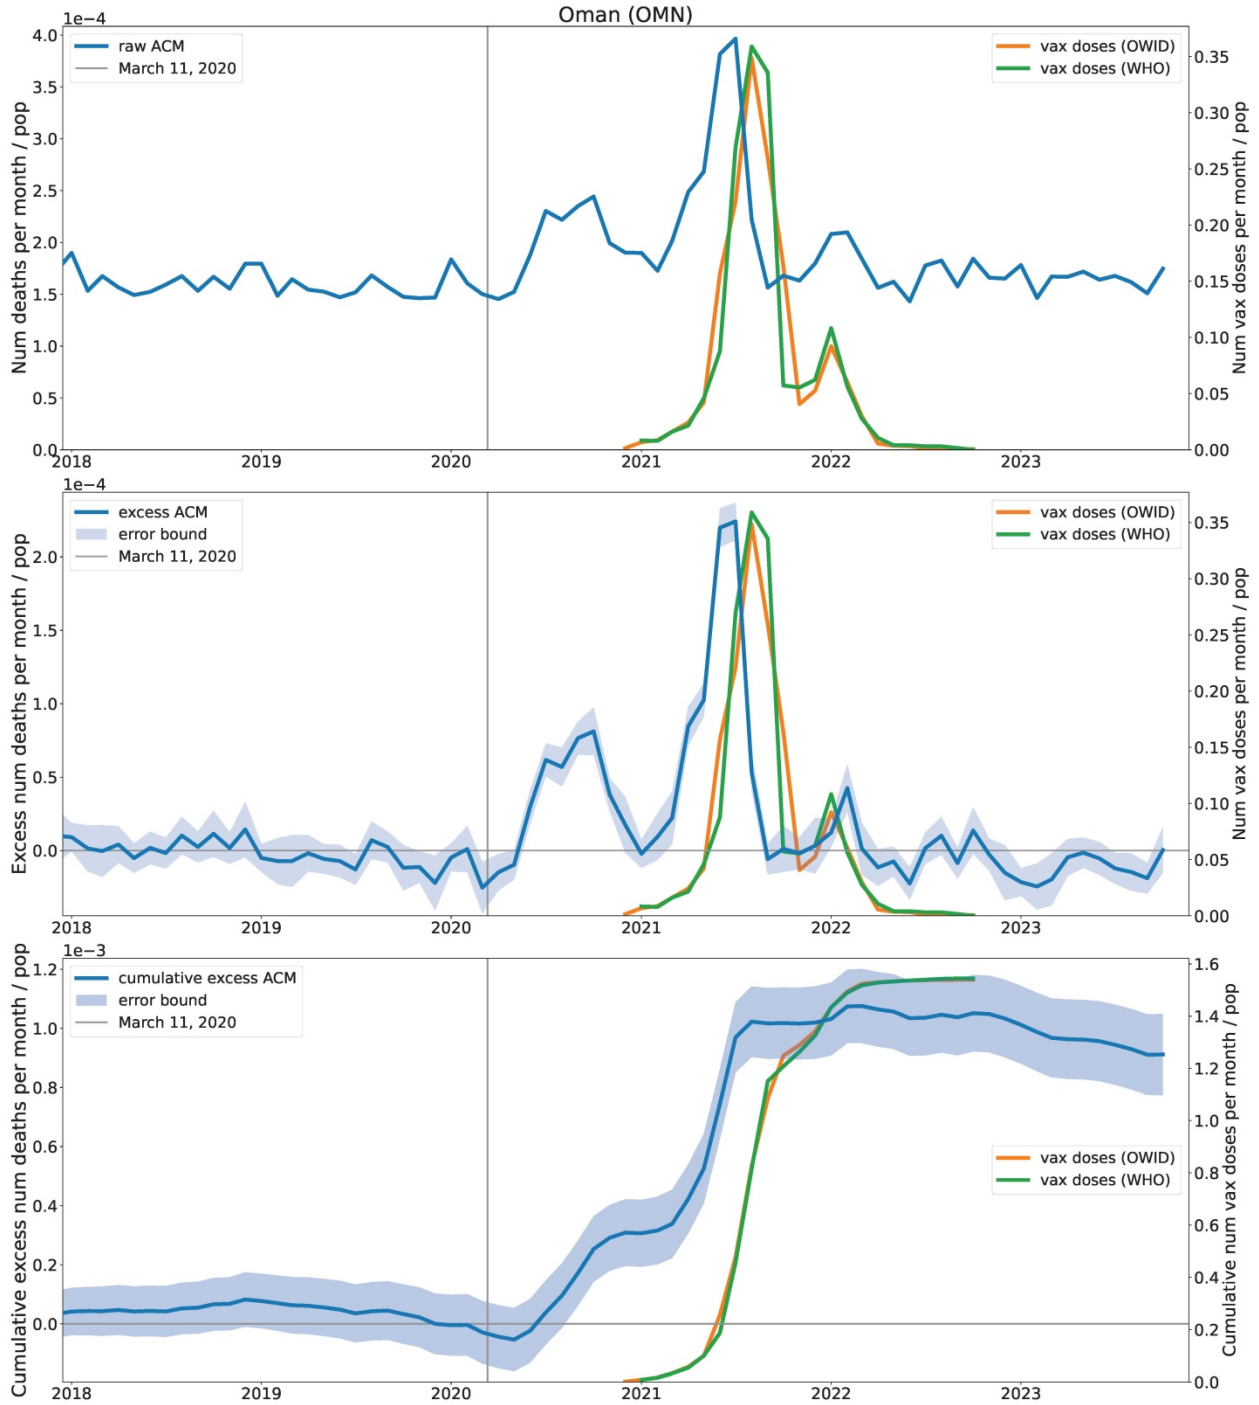 Oman (OMN)
1e−4
raw ACM
March 11, 2020
vax doses (OWID)
vax doses (WHO)
Num deaths per month / pop
4.0
3.5
3.0
2.5
2.0
1.5
1.0
0.5
0.0
Num vax doses per month / pop
0.35
0.30
0.25
0.20
0.15
0.10
0.05
0.00
2018 2019 2020 2021 2022 2023
1e−4
excess ACM
error bound
March 11, 2020
vax doses (OWID)
vax doses (WHO)
Excess num deaths per month / pop
2.0
1.5
1.0
0.5
0.0
Num vax doses per month / pop
0.35
0.30
0.25
0.20
0.15
0.10
0.05
0.00
2018 2019 2020 2021 2022 2023
1e−3
cumulative excess ACM
error bound
March 11, 2020
vax doses (OWID)
vax doses (WHO)
Cumulative excess num deaths per month / pop
1.2
1.0
0.8
0.6
0.4
0.2
0.0
Cumulative num vax doses per month / pop
1.6
1.4
1.2
1.0
0.8
0.6
0.4
0.2
0.0
2018 2019 2020 2021 2022 2023